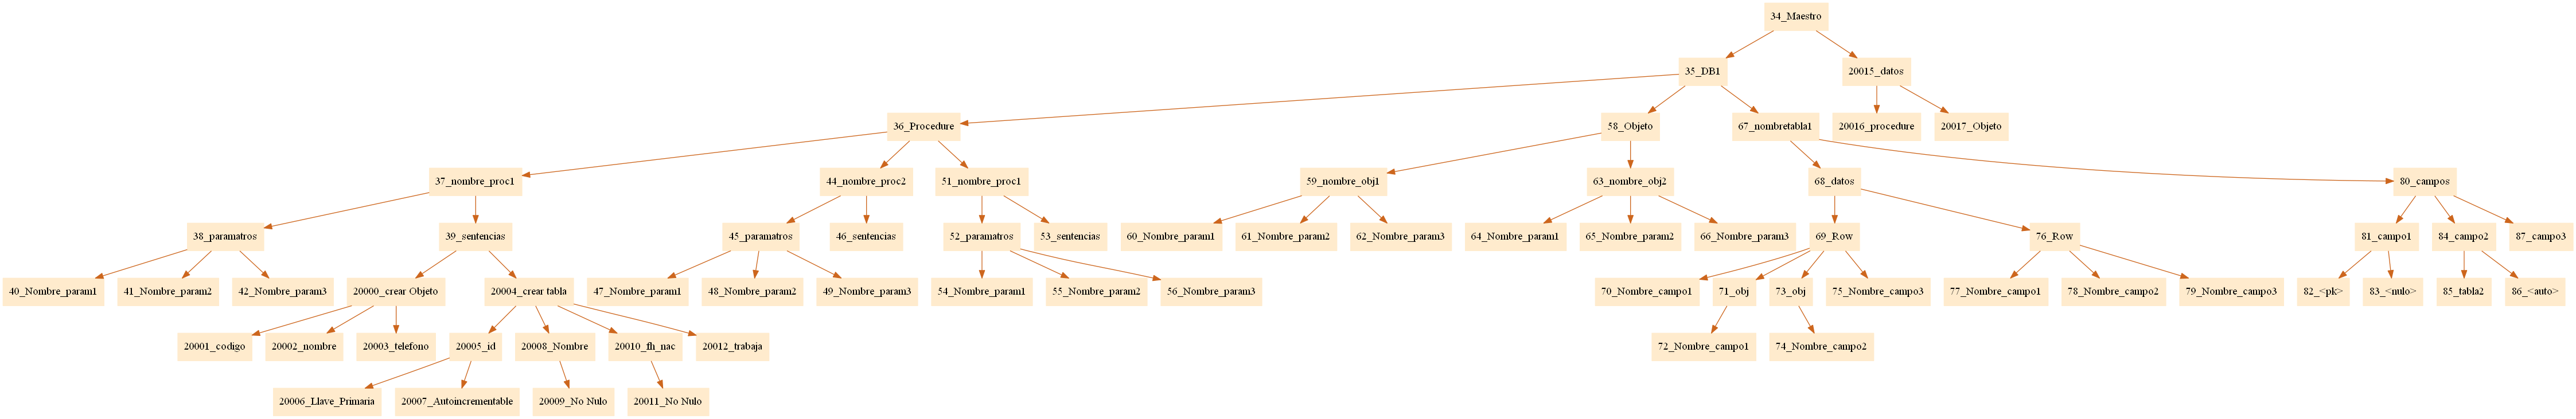 34_Maestro
35_DB1
20015_datos
36_Procedure
58_Objeto
67_nombretabla1
20016_procedure
20017_Objeto
37_nombre_proc1
44_nombre_proc2
51_nombre_proc1
59_nombre_obj1
63_nombre_obj2
68_datos
80_campos
38_paramatros
39_sentencias
45_paramatros
46_sentencias
52_paramatros
53_sentencias
60_Nombre_param1
61_Nombre_param2
62_Nombre_param3
64_Nombre_param1
65_Nombre_param2
66_Nombre_param3
69_Row
76_Row
81_campo1
84_campo2
87_campo3
40_Nombre_param1
41_Nombre_param2
42_Nombre_param3
20000_crear Objeto
20004_crear tabla
47_Nombre_param1
48_Nombre_param2
49_Nombre_param3
54_Nombre_param1
55_Nombre_param2
56_Nombre_param3
70_Nombre_campo1
71_obj
73_obj
75_Nombre_campo3
77_Nombre_campo1
78_Nombre_campo2
79_Nombre_campo3
82_<pk>
83_<nulo>
85_tabla2
86_<auto>
20001_codigo
20002_nombre
20003_telefono
20005_id
20008_Nombre
20010_fh_nac
20012_trabaja
72_Nombre_campo1
74_Nombre_campo2
20006_Llave_Primaria
20007_Autoincrementable
20009_No Nulo
20011_No Nulo